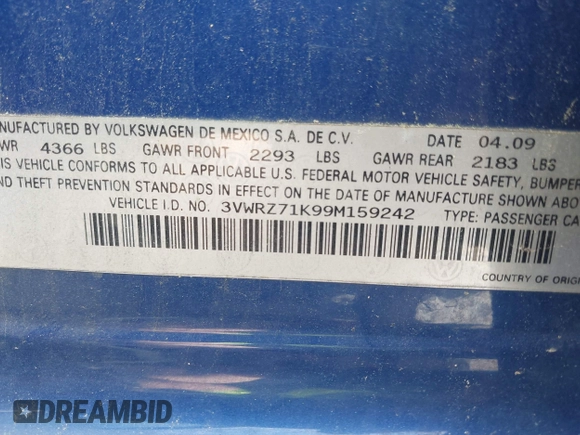 NUFACTURED BY VOLKSWAGEN DE MEXICO S.A. DE C.V. DATE 04.09
WR 4366 LBS GAWR FRONT 2293 LBS GAWR REAR 2183 LBS
IS VEHICLE CONFORMS TO ALL APPLICABLE U.S. FEDERAL MOTOR VEHICLE SAFETY, BUMPER
AND THEFT PREVENTION STANDARDS IN EFFECT ON THE DATE OF MANUFACTURE SHOWN ABO
VEHICLE I.D. NO. 3VWRZ71K99M159242 TYPE: PASSENGER CA
COUNTRY OF ORIGI
DREAMBID